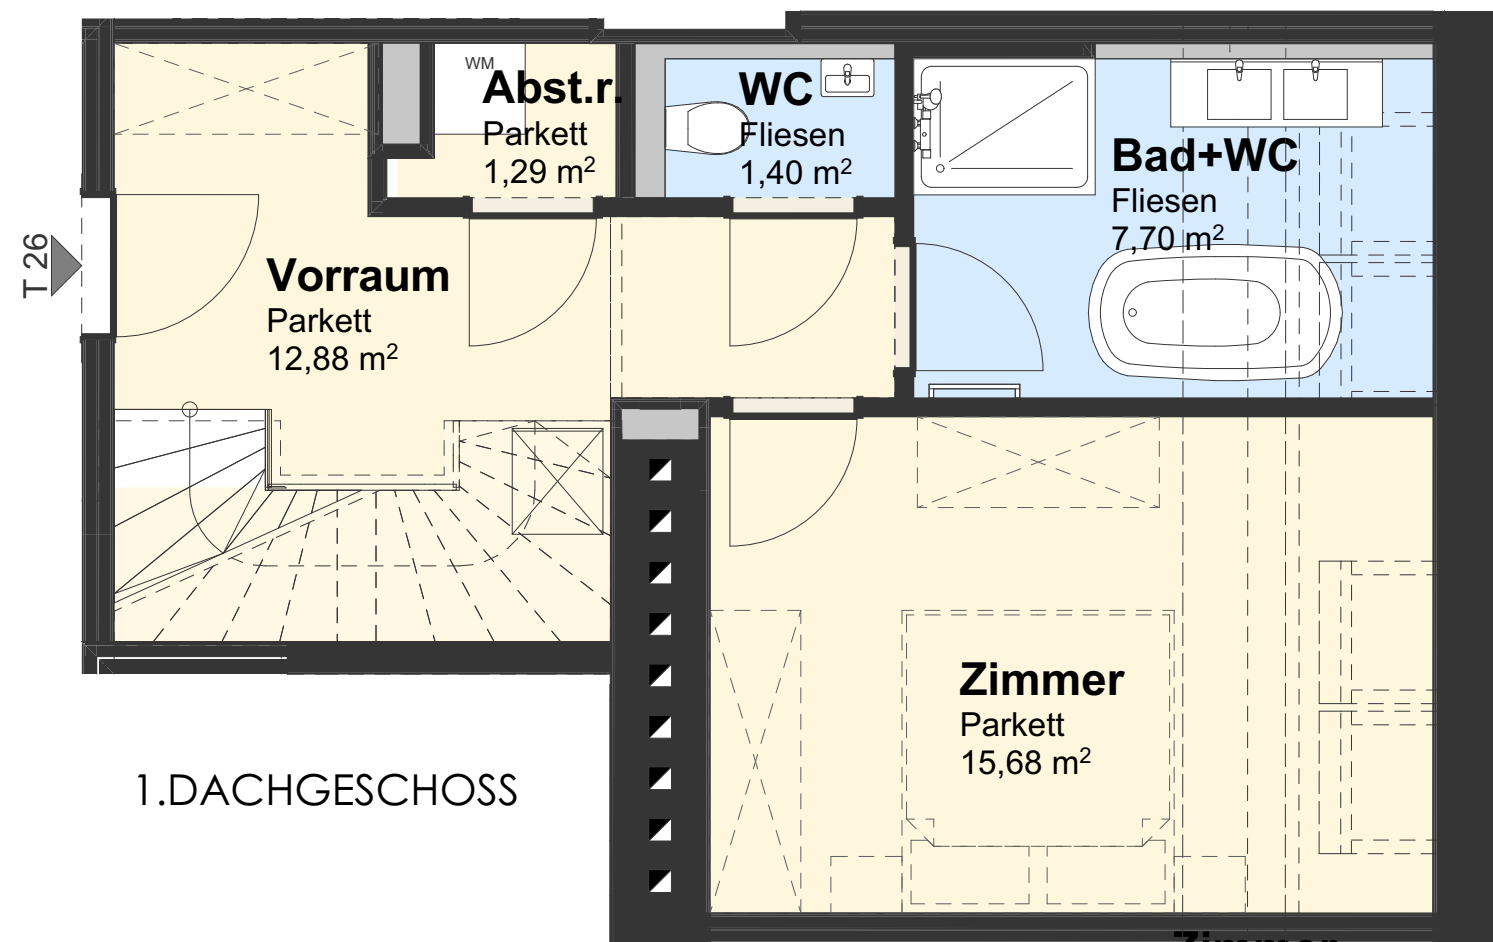 WM
Abst.r.
Parkett
1,29 m²
WC
Fliesen
1,40 m²
Bad+WC
Fliesen
7,70 m²
T 26
Vorraum
Parkett
12,88 m²
Zimmer
Parkett
15,68 m²
1.DACHGESCHOSS
Zimmer